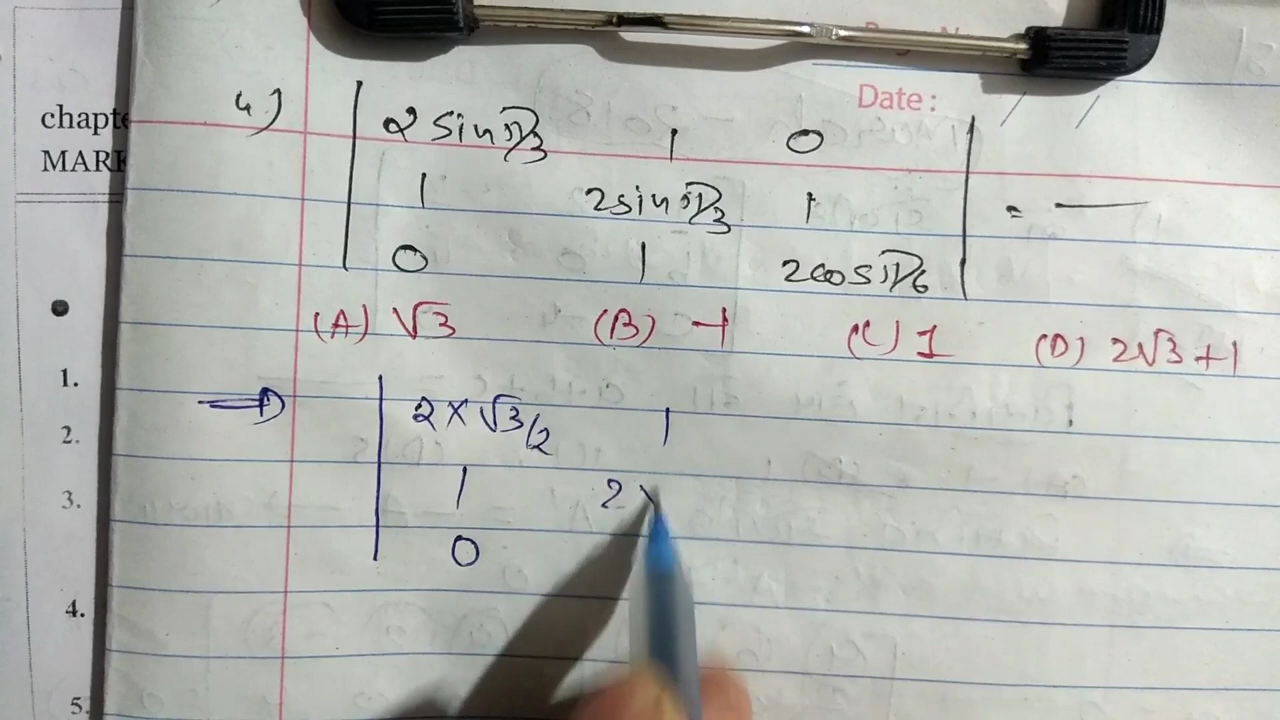 chapte
MARK
Date : / /
4.) | 2 sin π/3 1 0 |
| 1 2 sin π/3 1 | = —
| 0 1 2 cos π/6 |
(A) √3 (B) -1 (C) 1 (D) 2√3 + 1
⇒ | 2 × √3/2 1
| 1 2 ×
| 0
1.
2.
3.
4.
5.